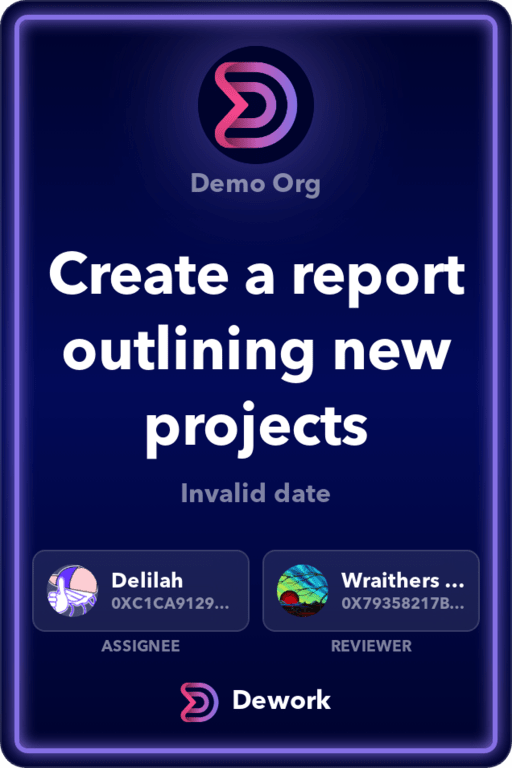 Demo Org
Create a report
outlining new
projects
Invalid date
Delilah
0XC1CA9129...
ASSIGNEE
Wraithers ...
0X79358217B...
REVIEWER
Dework